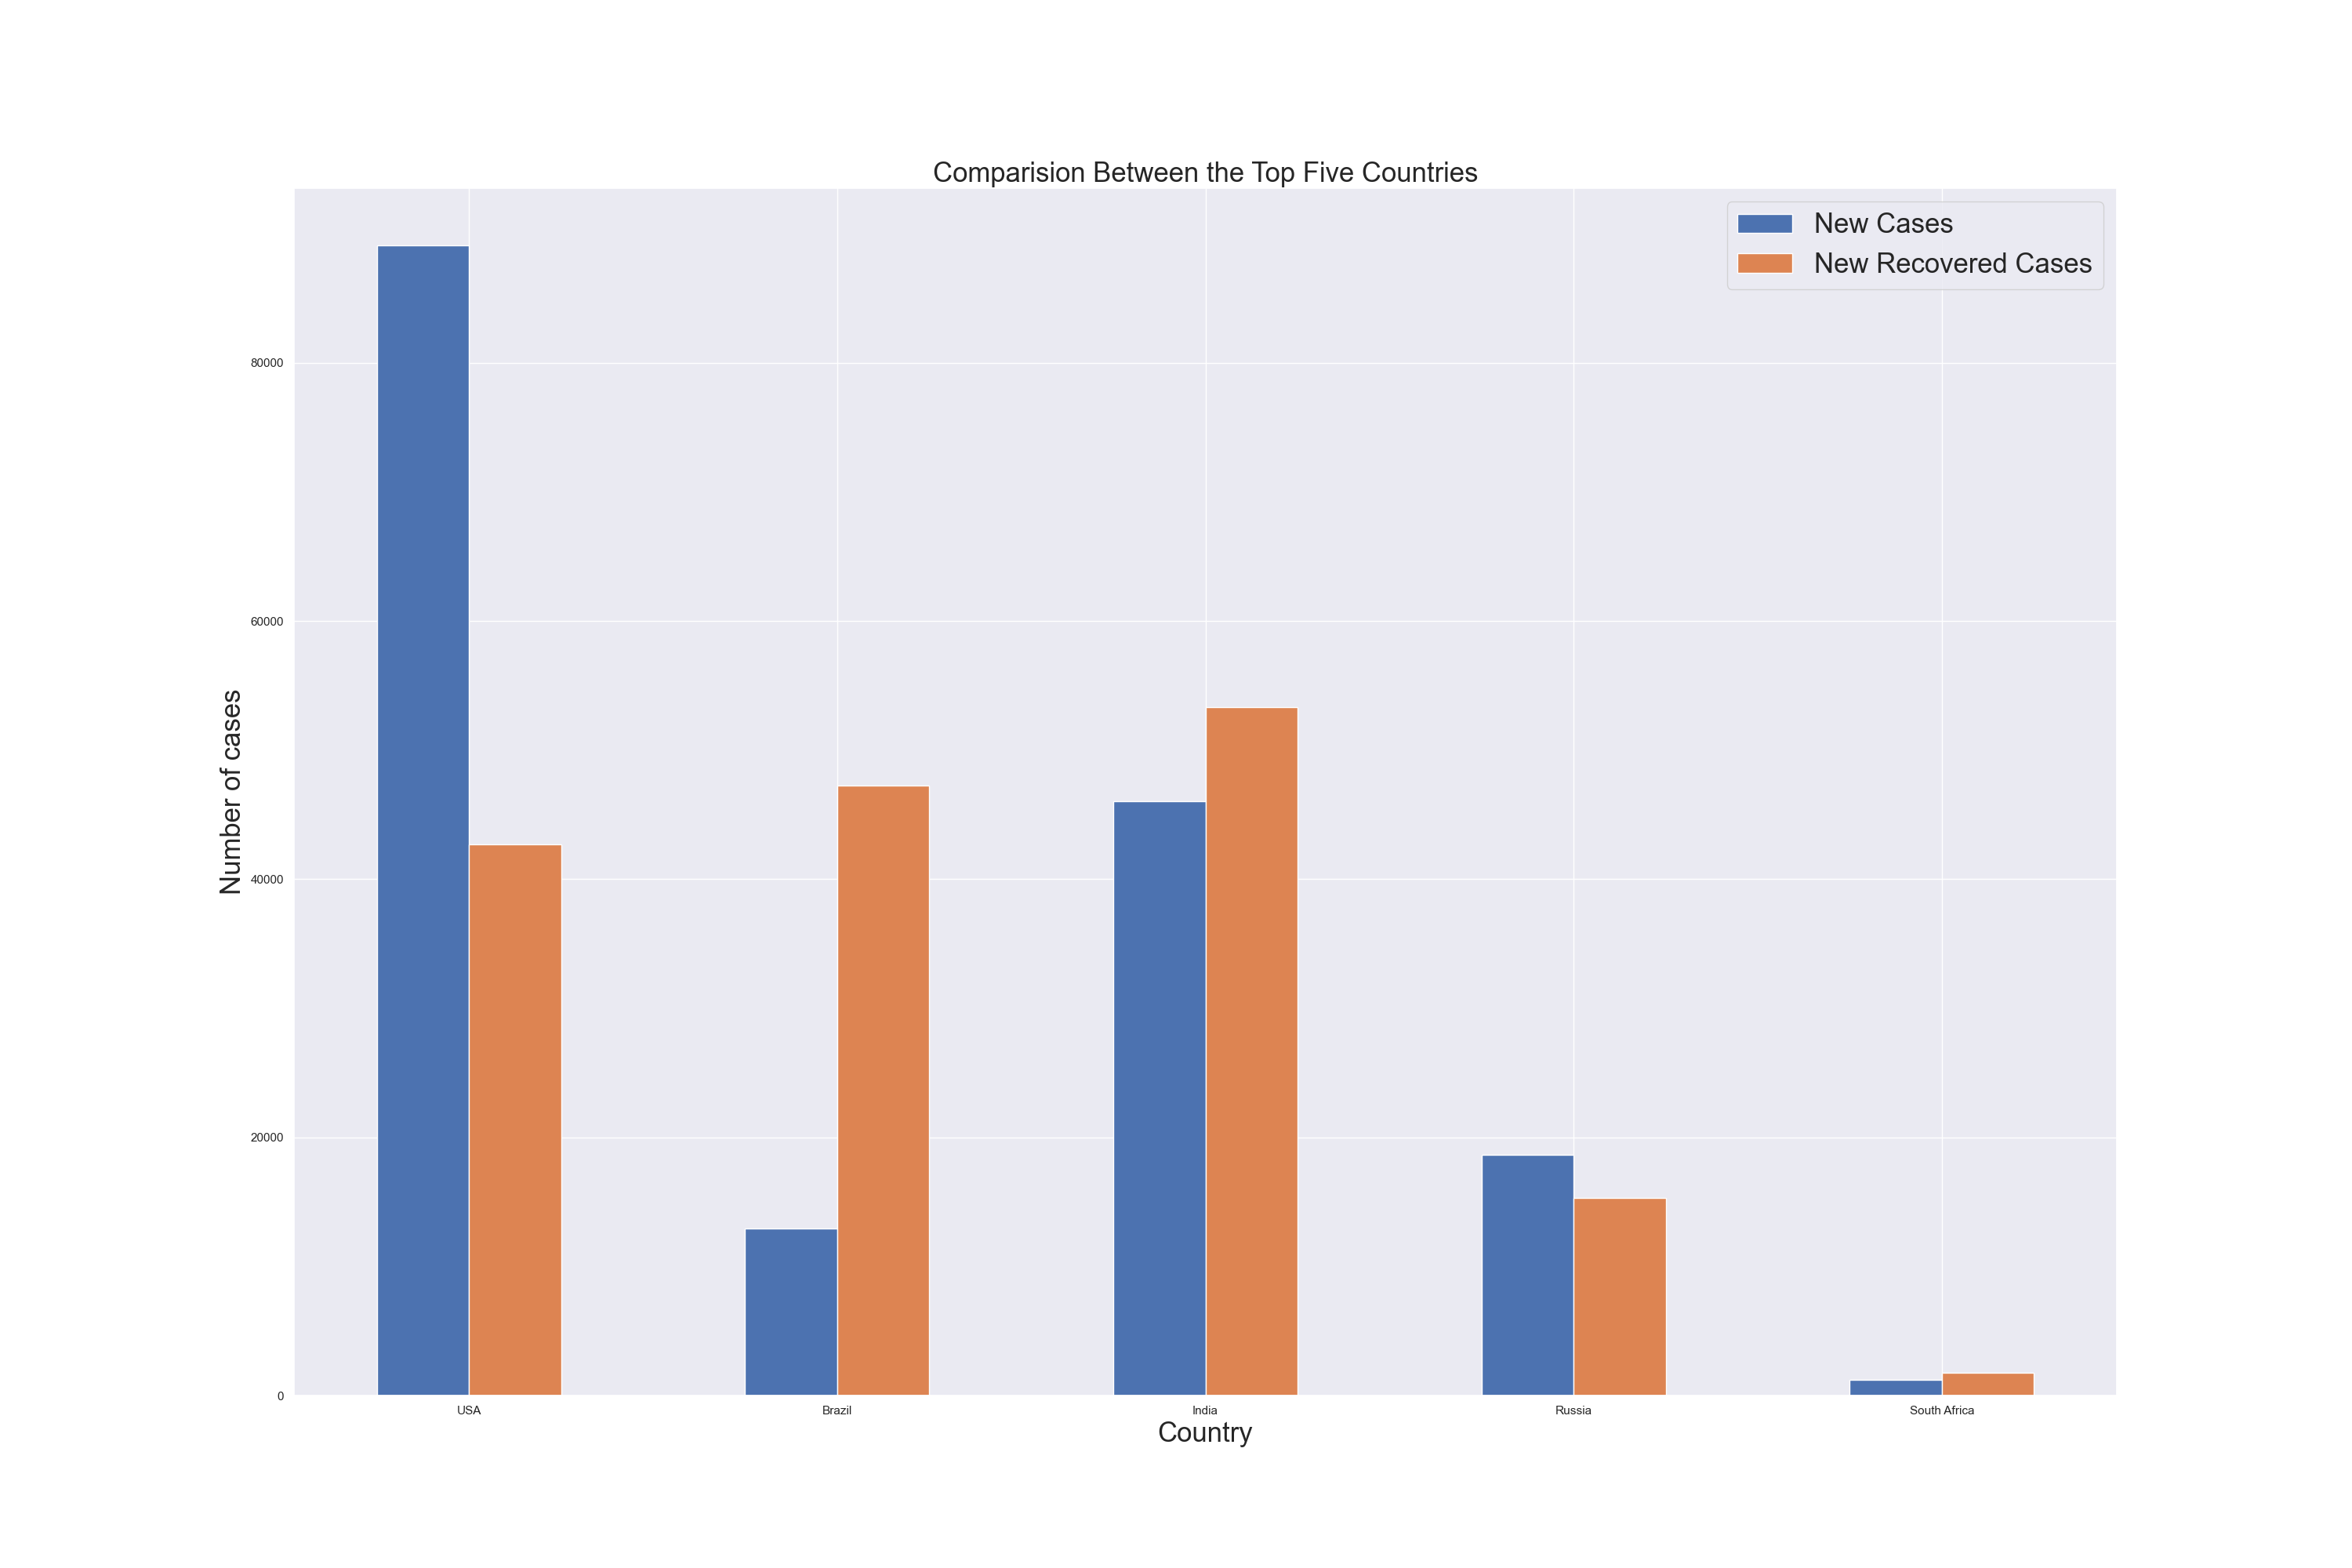 Comparision Between the Top Five Countries
New Cases
New Recovered Cases
80000
60000
40000
20000
0
Number of cases
USA
Brazil
India
Russia
South Africa
Country